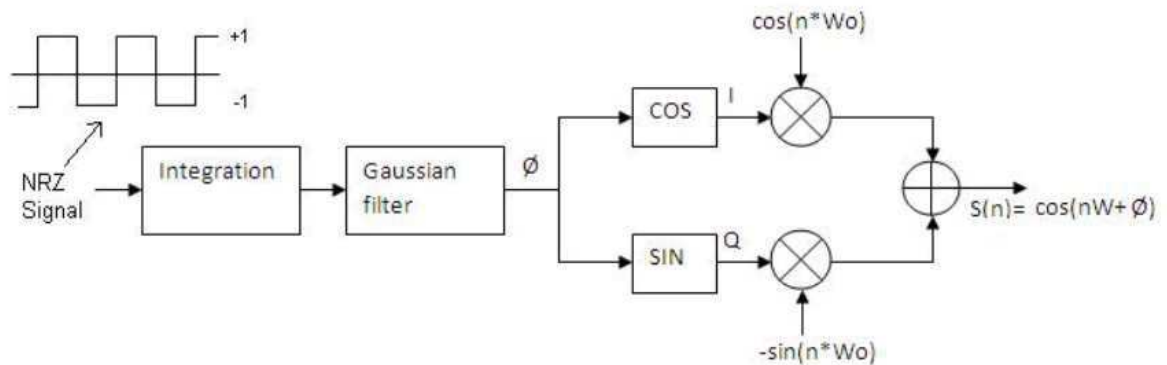 +1
-1
NRZ
Signal
Integration
Gaussian
filter
Ø
COS
I
cos(n*Wo)
SIN
Q
-sin(n*Wo)
S(n)= cos(nW+Ø)